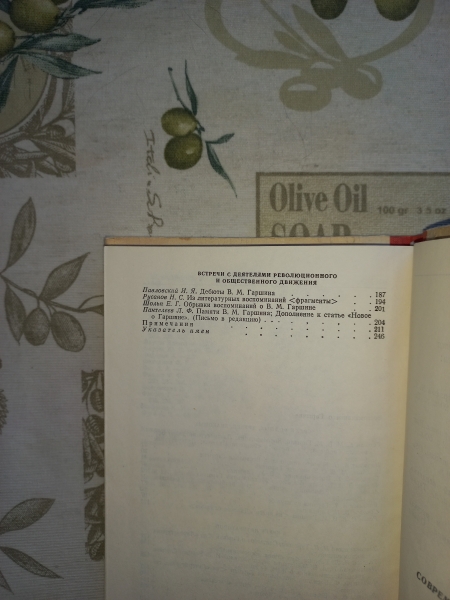 Olive Oil
100 gr 3 5 oz
SOAP
ВСТРЕЧИ С ДЕЯТЕЛЯМИ РЕВОЛЮЦИОННОГО
И ОБЩЕСТВЕННОГО ДВИЖЕНИЯ
Павловский И. Я. Дебюты В. М. Гаршина . . . . . . . 187
Русанов Н. С. Из литературных воспоминаний <фрагменты> . . . 194
Шолье Е. Г. Обрывки воспоминаний о В. М. Гаршине . . . . 201
Пантелеев Л. Ф. Памяти В. М. Гаршина; Дополнение к статье «Новое
о Гаршине». (Письмо в редакцию) . . . . . . . . 204
Примечания . . . . . . . . 211
Указатель имен . . . . . . . . 246
СОВРЕ